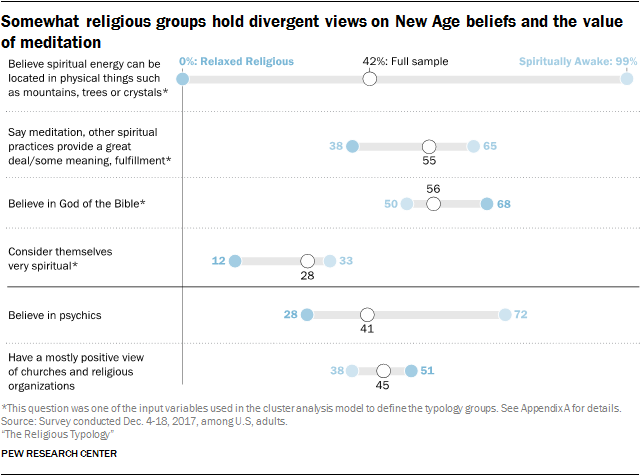 Somewhat religious groups hold divergent views on New Age beliefs and the value
of meditation
Believe spiritual energy can be
located in physical things such
as mountains, trees or crystals*
0%: Relaxed Religious
42%: Full sample
Spiritually Awake: 99%
Say meditation, other spiritual
practices provide a great
deal/some meaning, fulfillment*
38
55
65
Believe in God of the Bible*
50
56
68
Consider themselves
very spiritual*
12
28
33
Believe in psychics
28
41
72
Have a mostly positive view
of churches and religious
organizations
38
45
51
*This question was one of the input variables used in the cluster analysis model to define the typology groups. See Appendix A for details.
Source: Survey conducted Dec. 4-18, 2017, among U.S, adults.
“The Religious Typology”
PEW RESEARCH CENTER